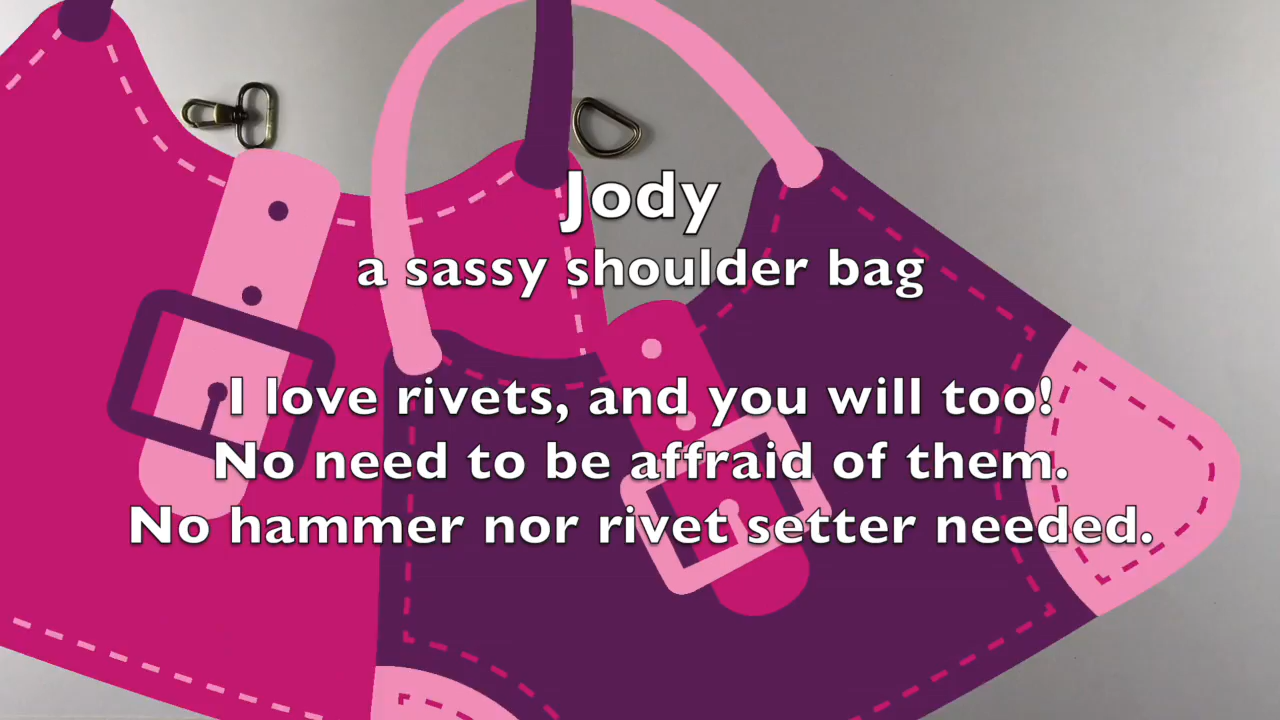 Jody
a sassy shoulder bag
I love rivets, and you will too!
No need to be affraid of them.
No hammer nor rivet setter needed.